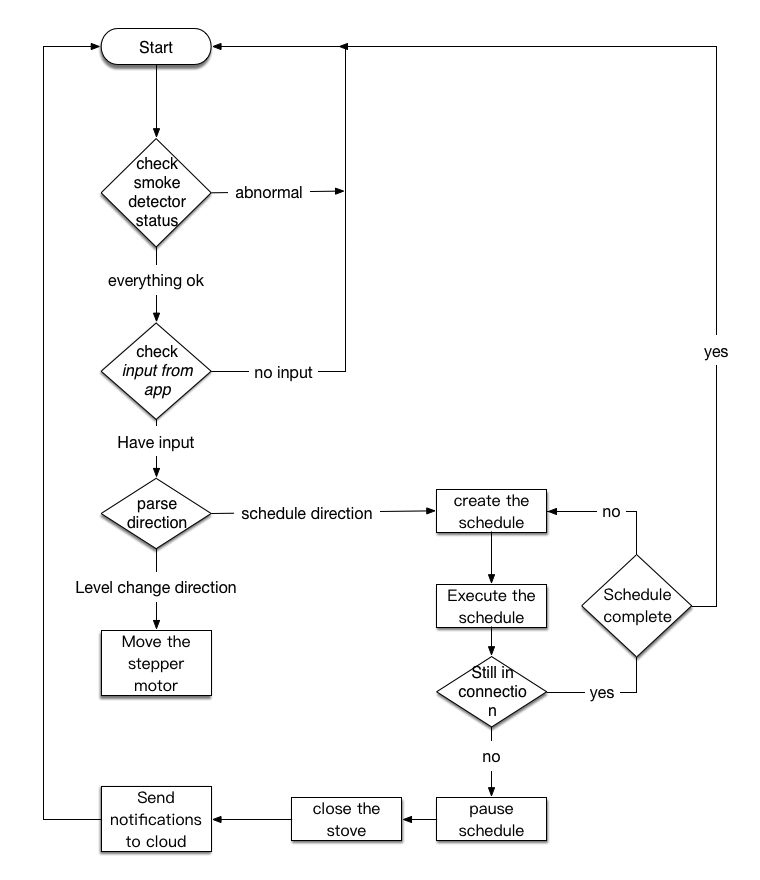 Start
check
smoke
detector
status
abnormal
everything ok
check
input from
app
no input
yes
Have input
parse
direction
schedule direction
create the
schedule
no
Level change direction
Execute the
schedule
Schedule
complete
Move the
stepper
motor
Still in
connectio
n
yes
no
Send
notifications
to cloud
close the
stove
pause
schedule